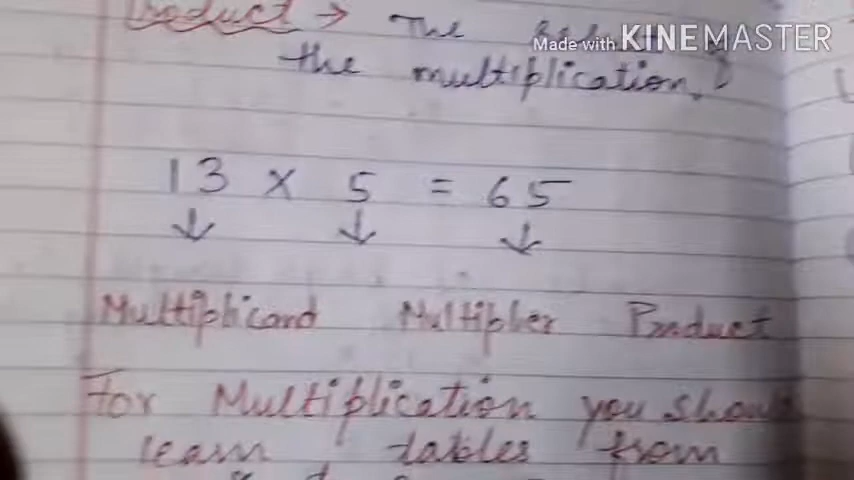 Product → The
Made with KINEMASTER
the multiplication.
13 × 5 = 65
↓ ↓ ↓
Multiplicand Multiplier Product
For Multiplication you should
learn tables from